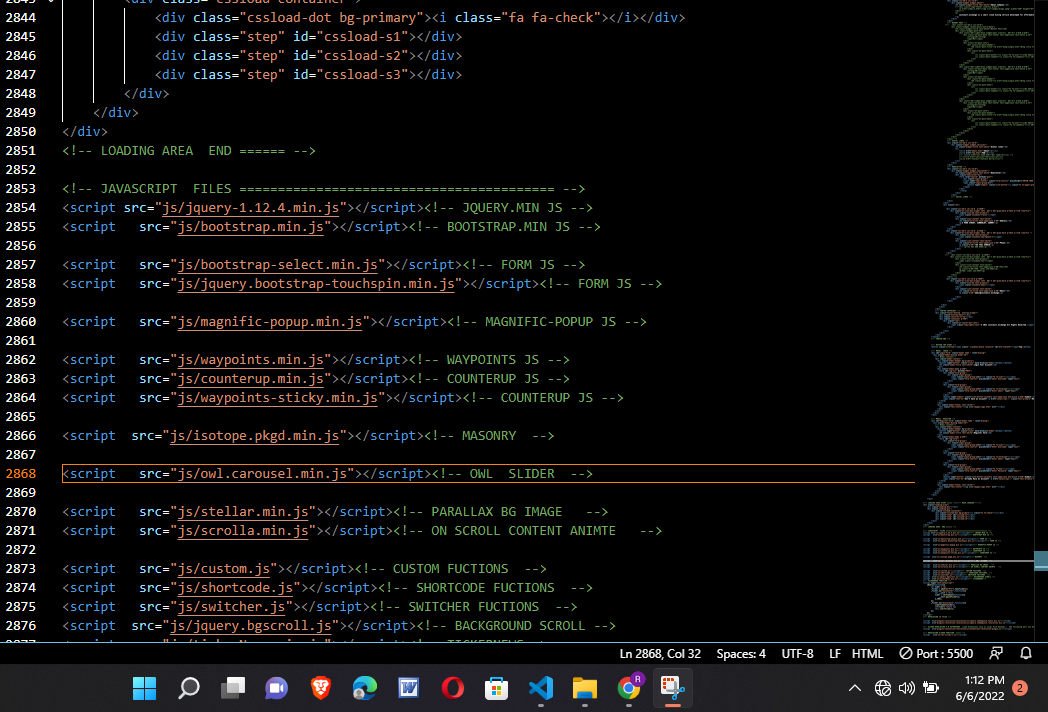 2843 <div class="cssload-container">
2844 <div class="cssload-dot bg-primary"><i class="fa fa-check"></i></div>
2845 <div class="step" id="cssload-s1"></div>
2846 <div class="step" id="cssload-s2"></div>
2847 <div class="step" id="cssload-s3"></div>
2848 </div>
2849 </div>
2850 </div>
2851 <!-- LOADING AREA  END ====== -->
2852
2853 <!-- JAVASCRIPT  FILES ========================================= -->
2854 <script src="js/jquery-1.12.4.min.js"></script><!-- JQUERY.MIN JS -->
2855 <script   src="js/bootstrap.min.js"></script><!-- BOOTSTRAP.MIN JS -->
2856
2857 <script   src="js/bootstrap-select.min.js"></script><!-- FORM JS -->
2858 <script   src="js/jquery.bootstrap-touchspin.min.js"></script><!-- FORM JS -->
2859
2860 <script   src="js/magnific-popup.min.js"></script><!-- MAGNIFIC-POPUP JS -->
2861
2862 <script   src="js/waypoints.min.js"></script><!-- WAYPOINTS JS -->
2863 <script   src="js/counterup.min.js"></script><!-- COUNTERUP JS -->
2864 <script   src="js/waypoints-sticky.min.js"></script><!-- COUNTERUP JS -->
2865
2866 <script  src="js/isotope.pkgd.min.js"></script><!-- MASONRY  -->
2867
2868 <script   src="js/owl.carousel.min.js"></script><!-- OWL  SLIDER  -->
2869
2870 <script   src="js/stellar.min.js"></script><!-- PARALLAX BG IMAGE   -->
2871 <script   src="js/scrolla.min.js"></script><!-- ON SCROLL CONTENT ANIMTE   -->
2872
2873 <script   src="js/custom.js"></script><!-- CUSTOM FUCTIONS  -->
2874 <script   src="js/shortcode.js"></script><!-- SHORTCODE FUCTIONS  -->
2875 <script   src="js/switcher.js"></script><!-- SWITCHER FUCTIONS  -->
2876 <script  src="js/jquery.bgscroll.js"></script><!-- BACKGROUND SCROLL -->
2877
Ln 2868, Col 32 Spaces: 4 UTF-8 LF HTML Port : 5500
W R
1:12 PM
6/6/2022 2